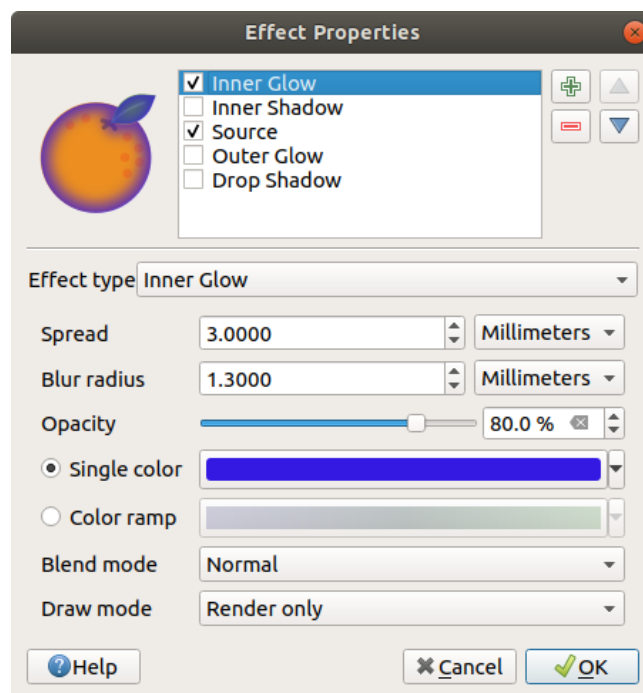 Effect Properties
Inner Glow
Inner Shadow
Source
Outer Glow
Drop Shadow
Effect type Inner Glow
Spread 3.0000 Millimeters
Blur radius 1.3000 Millimeters
Opacity 80.0 %
Single color
Color ramp
Blend mode Normal
Draw mode Render only
?Help Cancel OK